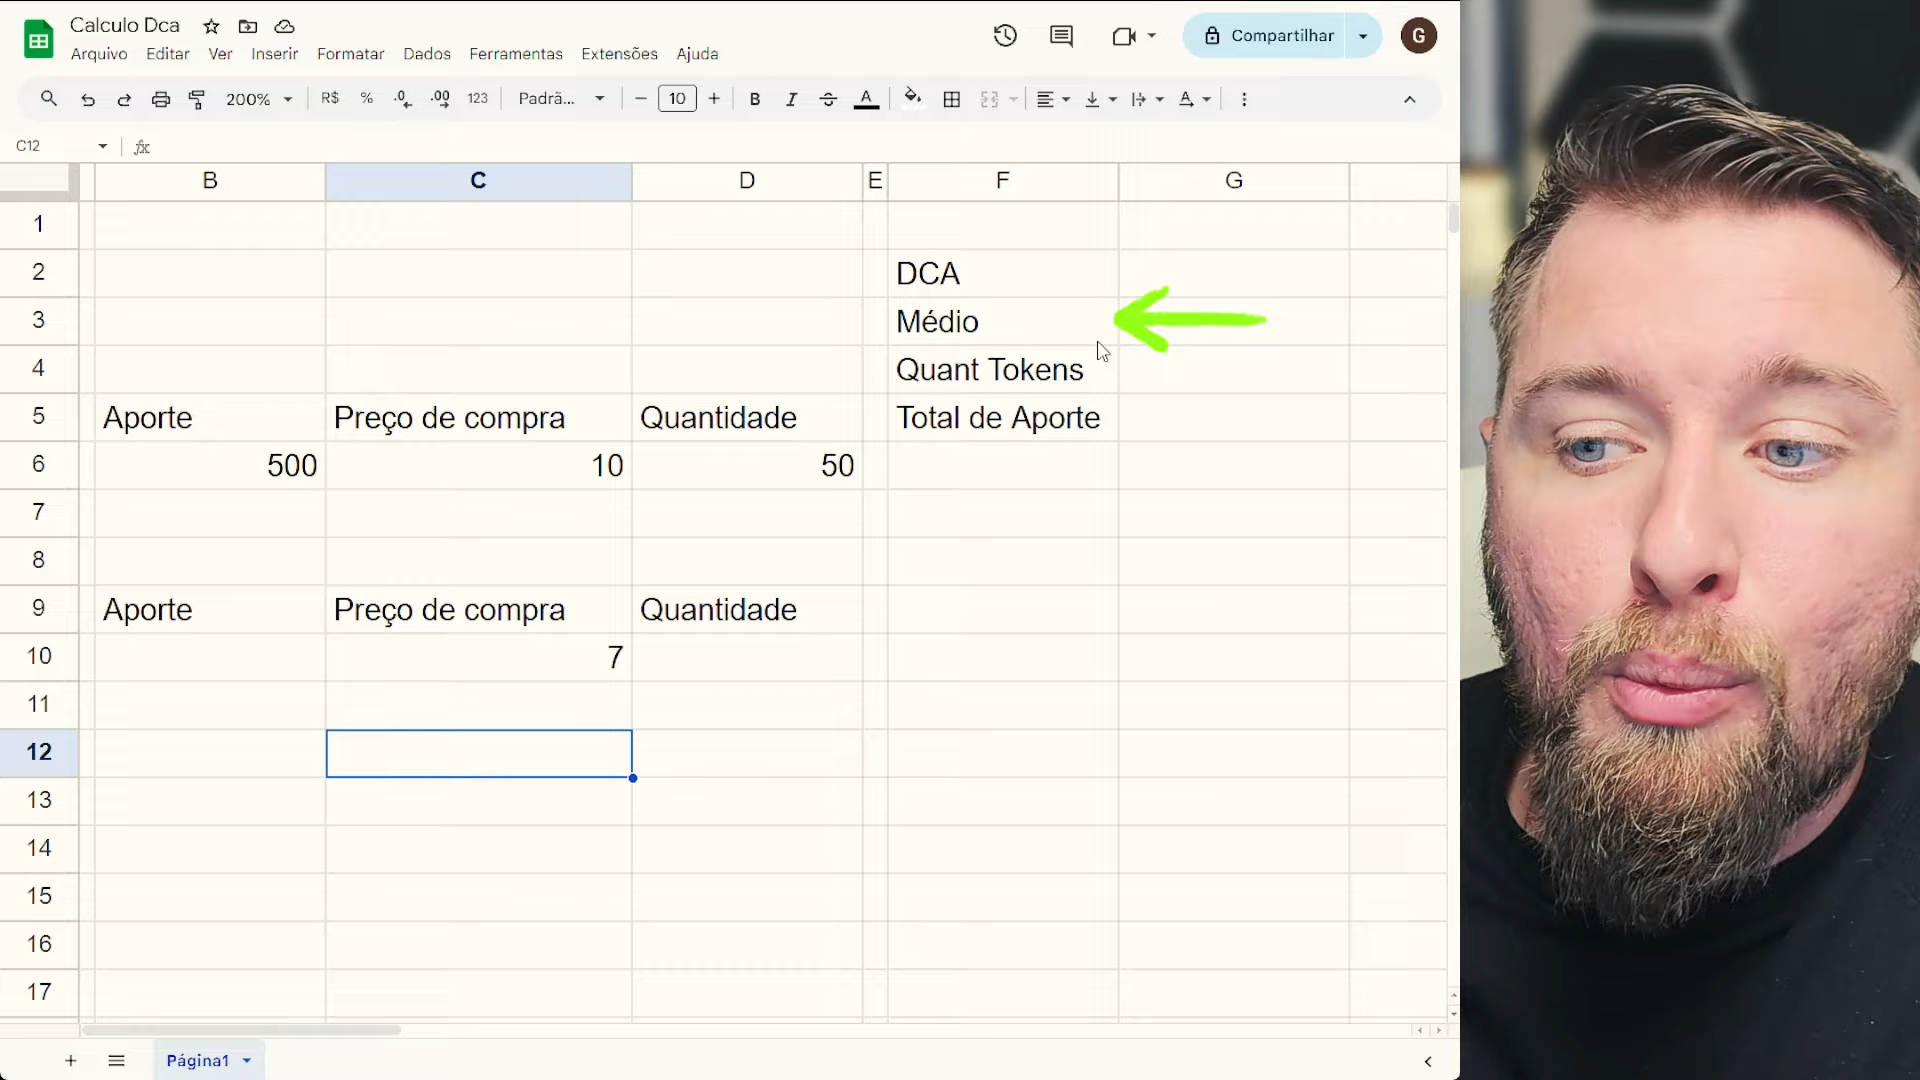 Calculo Dca
Arquivo Editar Ver Inserir Formatar Dados Ferramentas Extensões Ajuda
Compartilhar
G
200% R$ % .0 .00 123 Padrã... 10 B I A
C12 fx
B C D E F G
1
2 DCA
3 Médio
4 Quant Tokens
5 Aporte Preço de compra Quantidade Total de Aporte
6 500 10 50
7
8
9 Aporte Preço de compra Quantidade
10 7
11
12
13
14
15
16
17
Página1